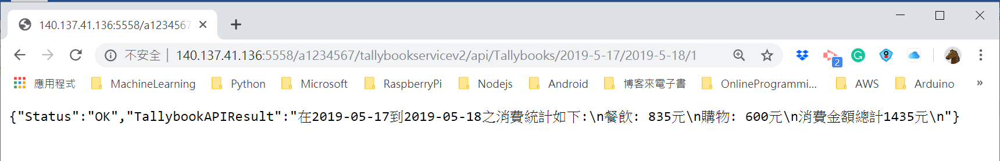 140.137.41.136:5558/a1234567
不安全 140.137.41.136:5558/a1234567/tallybookservicev2/api/Tallybooks/2019-5-17/2019-5-18/1
2
應用程式 MachineLearning Python Microsoft RaspberryPi Nodejs Android 博客來電子書 OnlineProgrammi... AWS Arduino »
{"Status":"OK","TallybookAPIResult":"在2019-05-17到2019-05-18之消費統計如下:\n餐飲: 835元\n購物: 600元\n消費金額總計1435元\n"}